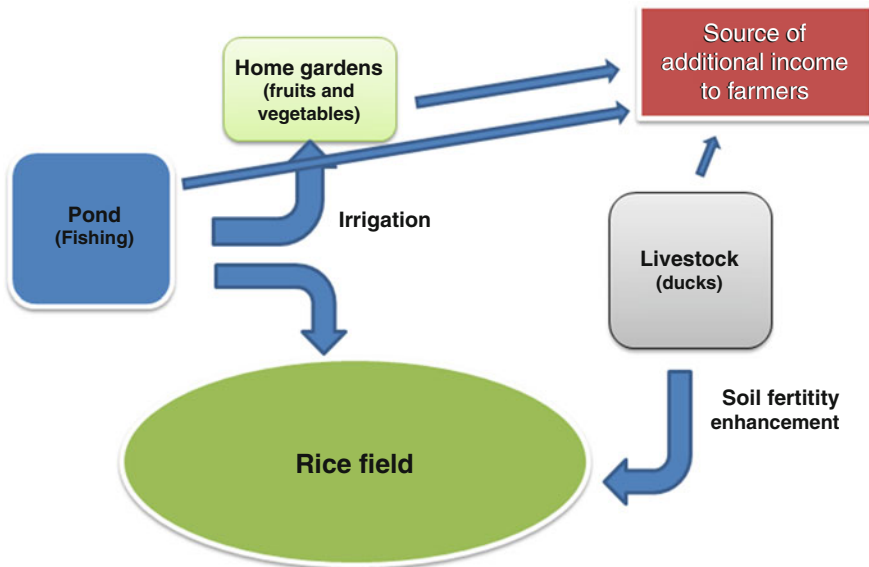 Source of
additional income
to farmers
Home gardens
(fruits and
vegetables)
Pond
(Fishing)
Irrigation
Livestock
(ducks)
Soil fertitity
enhancement
Rice field